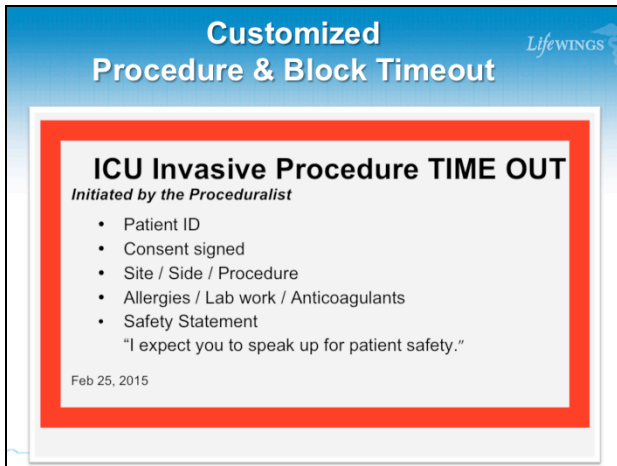 Customized
Procedure & Block Timeout
LifeWINGS
ICU Invasive Procedure TIME OUT
Initiated by the Proceduralist
• Patient ID
• Consent signed
• Site / Side / Procedure
• Allergies / Lab work / Anticoagulants
• Safety Statement
“I expect you to speak up for patient safety.”
Feb 25, 2015